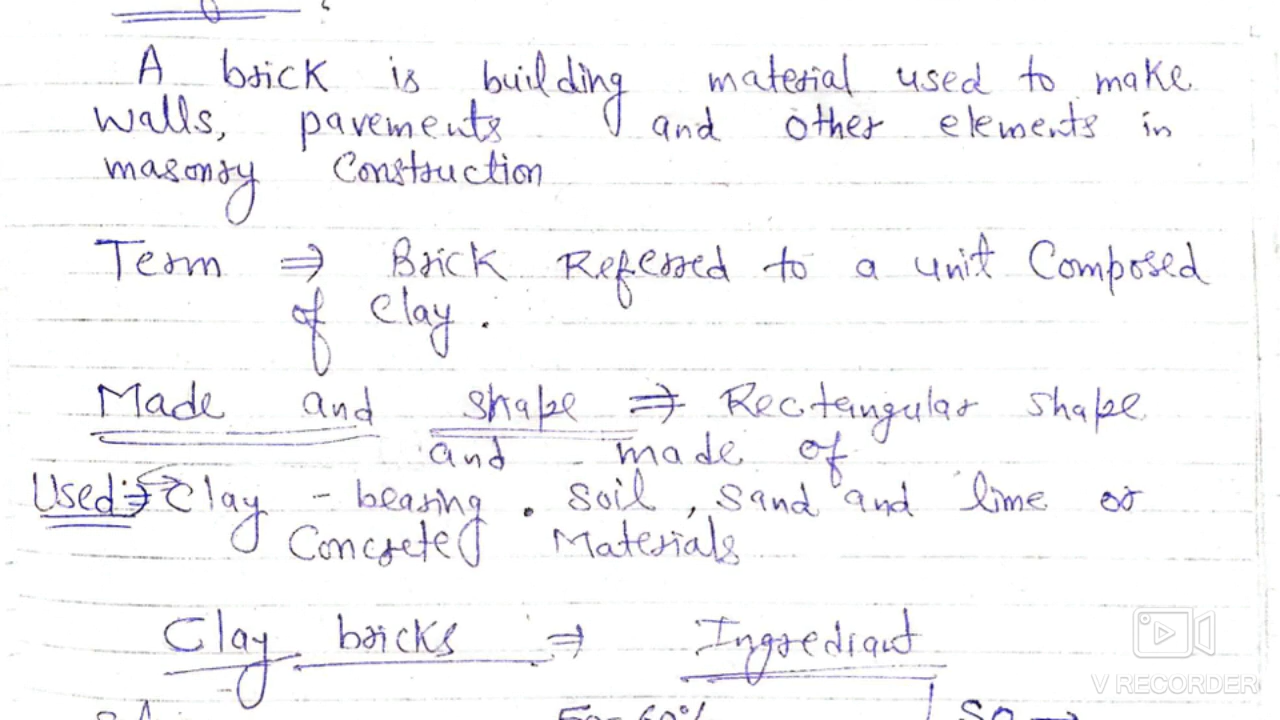 A brick is building material used to make
walls, pavements and other elements in
masonry Construction
Term ⇒ Brick Referred to a unit Composed
of Clay.
Made and shape ⇒ Rectangular shape
and made of
Used:⇒ Clay - bearing . soil , sand and lime or
Concrete Materials
Clay bricks ⇒ Ingrediant
50-60%
V RECORDER